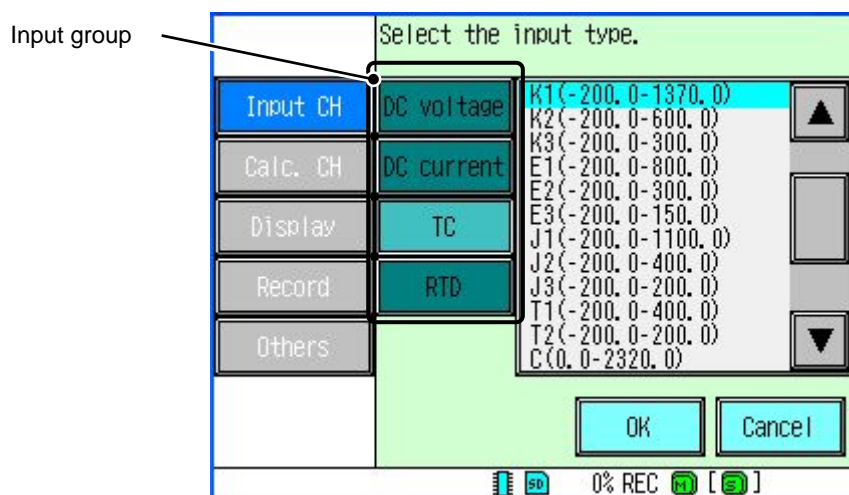 Input group
Select the input type.
Input CH
Calc. CH
Display
Record
Others
DC voltage
DC current
TC
RTD
K1(-200.0-1370.0)
K2(-200.0-600.0)
K3(-200.0-300.0)
E1(-200.0-800.0)
E2(-200.0-300.0)
E3(-200.0-150.0)
J1(-200.0-1100.0)
J2(-200.0-400.0)
J3(-200.0-200.0)
T1(-200.0-400.0)
T2(-200.0-200.0)
C(0.0-2320.0)
OK
Cancel
SD 0% REC M [S]